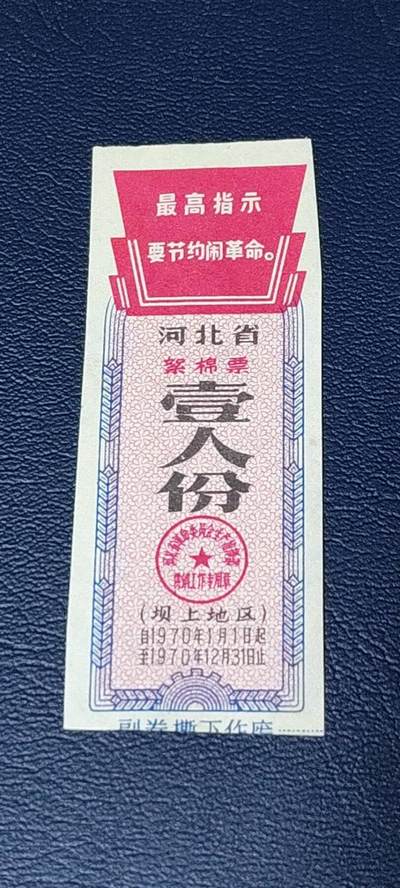 最高指示
要节约闹革命。
河北省
絮棉票
壹人份
(坝上地区)
自1970年1月1日起
至1970年12月31日止
副券撕下作废